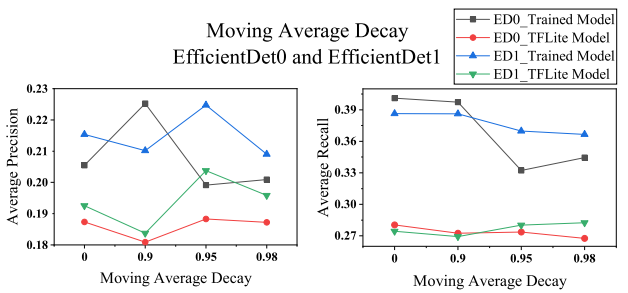 Moving Average Decay
EfficientDet0 and EfficientDet1
ED0_Trained Model
ED0_TFLite Model
ED1_Trained Model
ED1_TFLite Model
Average Precision
0.23
0.22
0.21
0.20
0.19
0.18
0 0.9 0.95 0.98
Moving Average Decay
Average Recall
0.39
0.36
0.33
0.30
0.27
0 0.9 0.95 0.98
Moving Average Decay